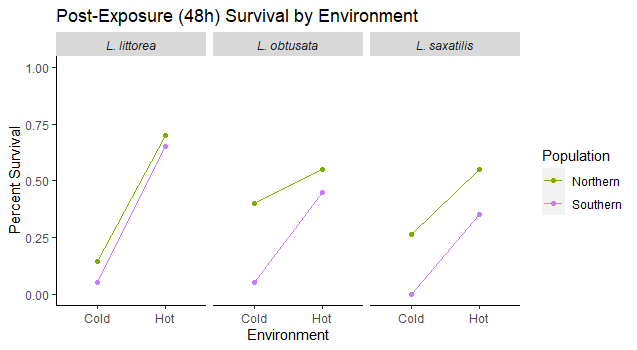 Post-Exposure (48h) Survival by Environment
L. littorea
L. obtusata
L. saxatilis
1.00
0.75
0.50
0.25
0.00
Percent Survival
Cold Hot
Cold Hot
Cold Hot
Environment
Population
Northern
Southern